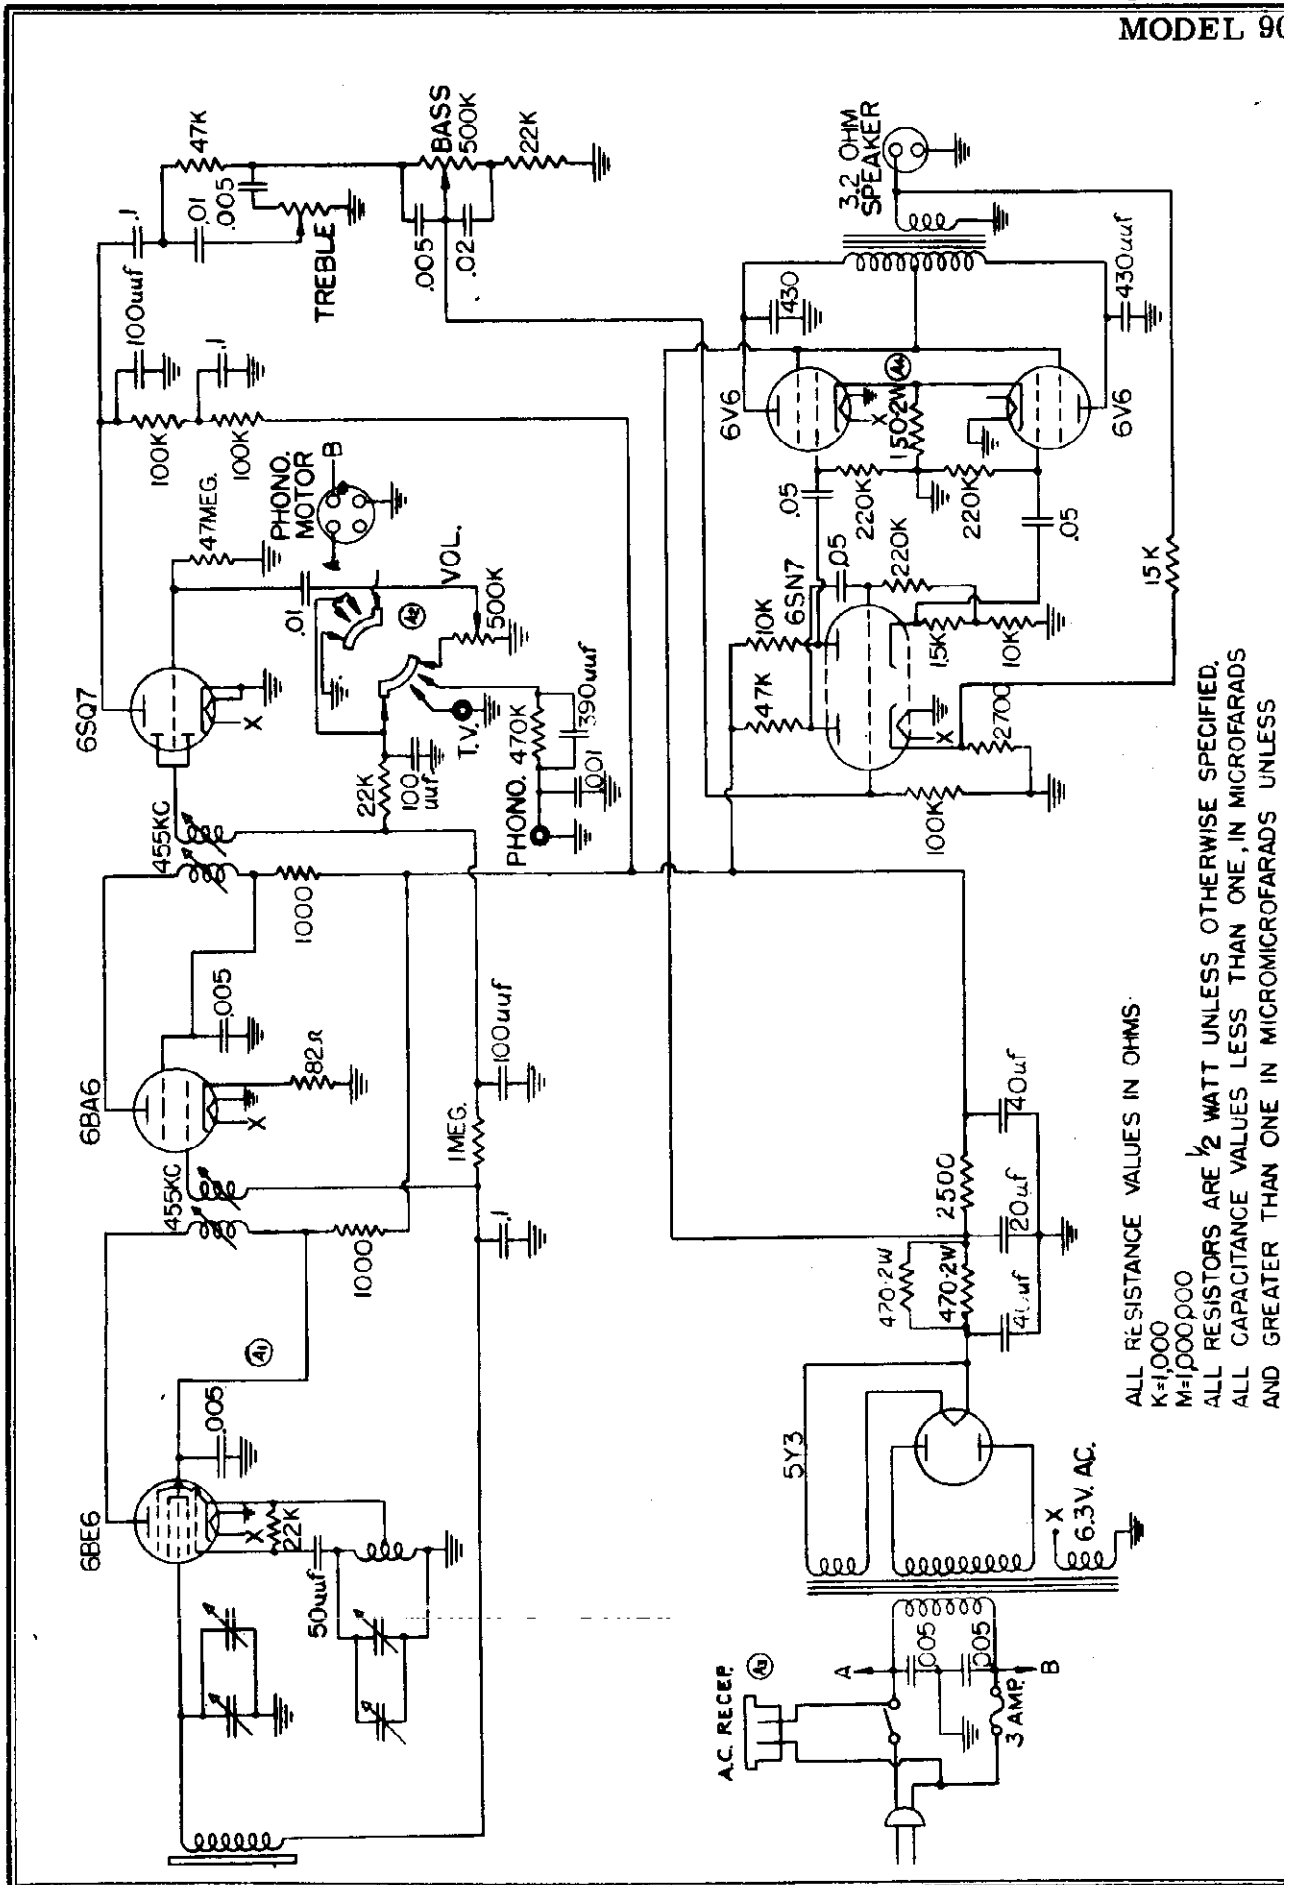 MODEL 90
6BE6
6BA6
6SQ7
455KC
455KC
.005
A1
X
22K
50uuf
1000
.1
1MEG.
.005
82Ω
X
100uuf
1000
22K
100
uuf
X
47MEG.
.01
VOL.
500K
A2
T.V.
PHONO.
470K
390uuf
.001
PHONO.
MOTOR
B
100K
100K
100uuf
.1
.1
47K
.01
.005
TREBLE
BASS
500K
.005
.02
22K
A.C. RECEP.
A3
A
.005
.005
B
3 AMP.
5Y3
X
6.3V. AC.
470-2W
470-2W
20uf
2500
40uf
100K
47K
10K
6SN7
.05
220K
X
2700
15K
10K
.05
220K
220K
.05
6V6
X
150-2W
A4
6V6
430
430uuf
3.2 OHM
SPEAKER
15K
ALL RESISTANCE VALUES IN OHMS.
K=1,000
M=1,000,000
ALL RESISTORS ARE 1/2 WATT UNLESS OTHERWISE SPECIFIED.
ALL CAPACITANCE VALUES LESS THAN ONE, IN MICROFARADS
AND GREATER THAN ONE IN MICROMICROFARADS UNLESS